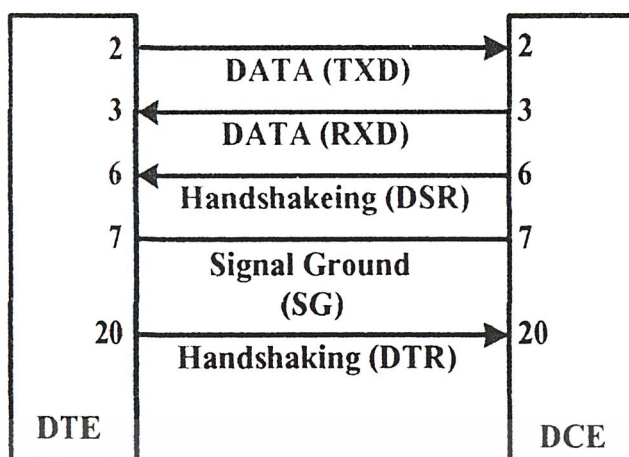 2 2
DATA (TXD)
3 3
DATA (RXD)
6 6
Handshakeing (DSR)
7 7
Signal Ground
(SG)
20 20
Handshaking (DTR)
DTE DCE